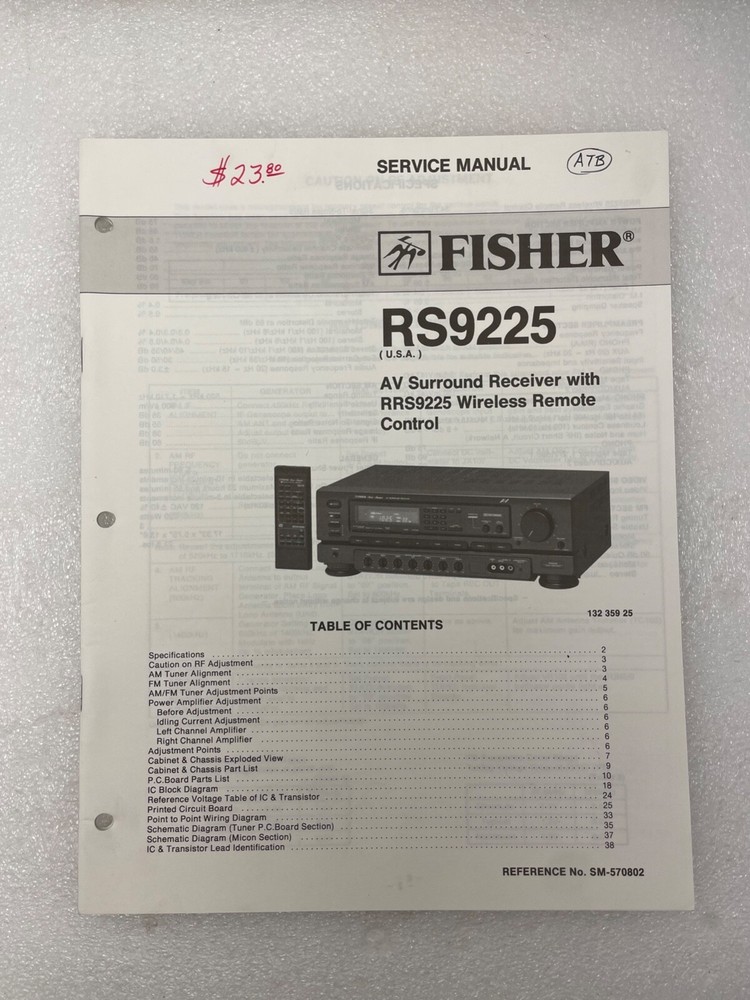 $23.80
SERVICE MANUAL
ATB
FISHER®
RS9225
(U.S.A.)
AV Surround Receiver with
RRS9225 Wireless Remote
Control
132 359 25
TABLE OF CONTENTS
Specifications 2
Caution on RF Adjustment 3
AM Tuner Alignment 3
FM Tuner Alignment 4
AM/FM Tuner Adjustment Points 5
Power Amplifier Adjustment 6
Before Adjustment 6
Idling Current Adjustment 6
Left Channel Amplifier 6
Right Channel Amplifier 6
Adjustment Points 6
Cabinet & Chassis Exploded View 7
Cabinet & Chassis Part List 9
P.C.Board Parts List 10
IC Block Diagram 18
Reference Voltage Table of IC & Transistor 24
Printed Circuit Board 25
Point to Point Wiring Diagram 33
Schematic Diagram (Tuner P.C.Board Section) 35
Schematic Diagram (Micon Section) 37
IC & Transistor Lead Identification 38
REFERENCE No. SM-570802